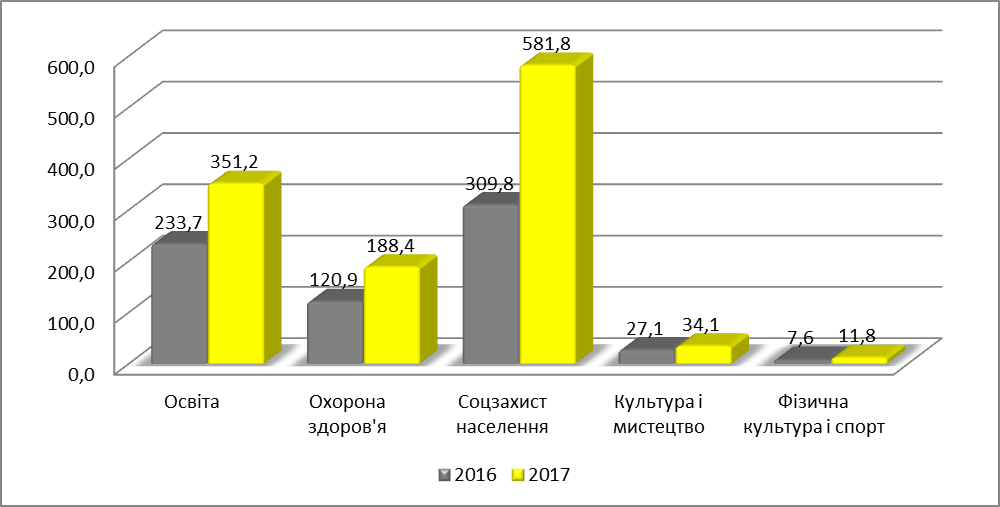 600,0
500,0
400,0
300,0
200,0
100,0
0,0
233,7
351,2
120,9
188,4
309,8
581,8
27,1
34,1
7,6
11,8
Освіта
Охорона
здоров'я
Соцзахист
населення
Культура і
мистецтво
Фізична
культура і спорт
2016
2017